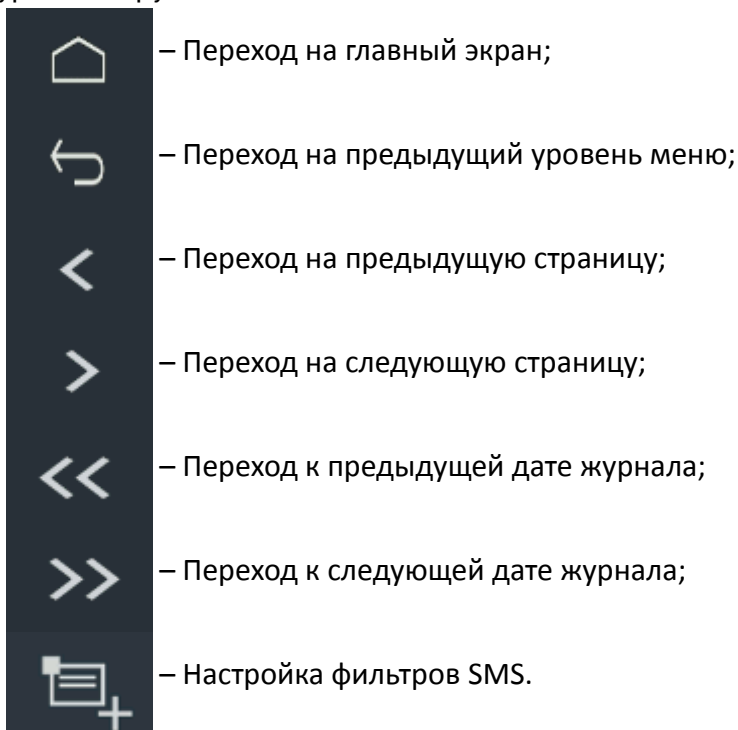 – Переход на главный экран;
– Переход на предыдущий уровень меню;
– Переход на предыдущую страницу;
– Переход на следующую страницу;
– Переход к предыдущей дате журнала;
– Переход к следующей дате журнала;
– Настройка фильтров SMS.